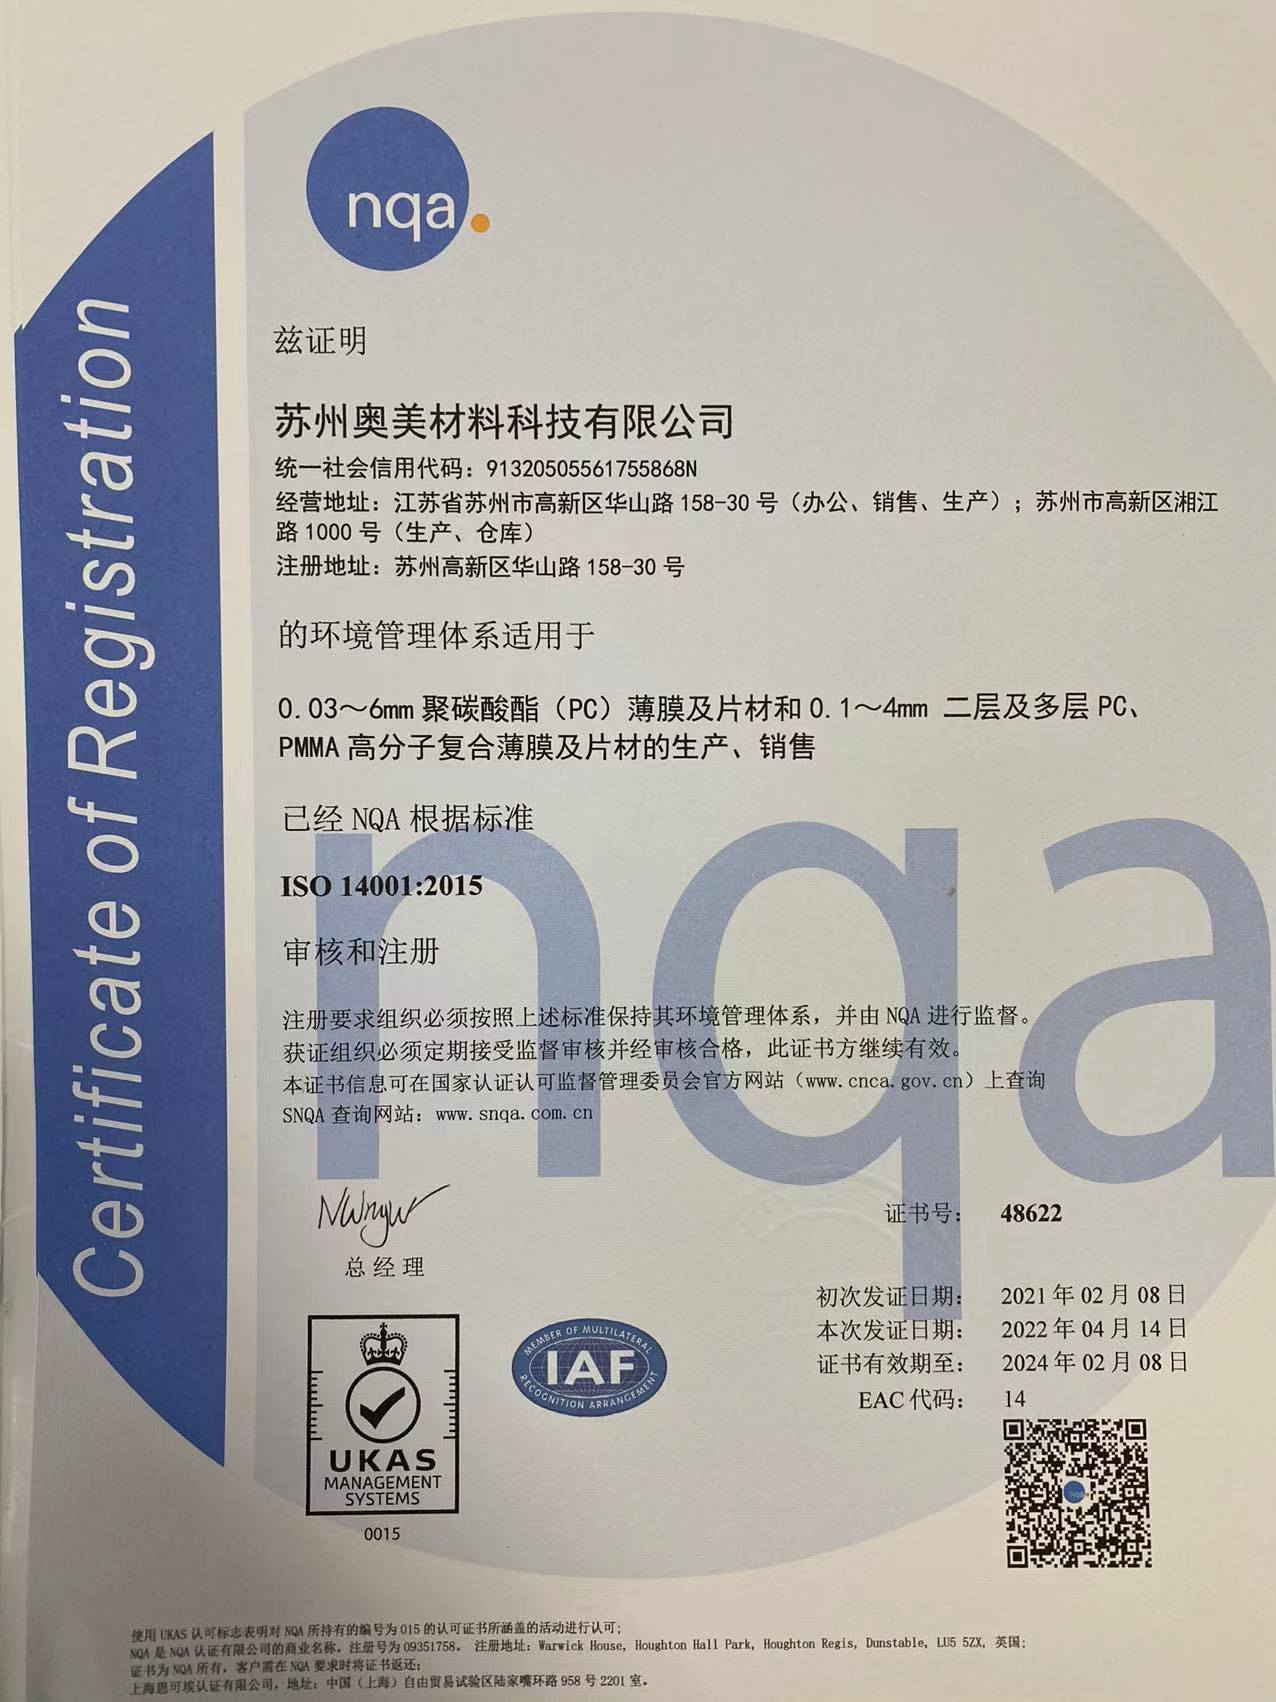 nqa.
Certificate of Registration
兹证明
苏州奥美材料科技有限公司
统一社会信用代码：91320505561755868N
经营地址：江苏省苏州市高新区华山路 158-30 号（办公、销售、生产）；苏州市高新区湘江
路 1000 号（生产、仓库）
注册地址：苏州高新区华山路 158-30 号
的环境管理体系适用于
0.03～6mm 聚碳酸酯（PC）薄膜及片材和 0.1～4mm 二层及多层 PC、
PMMA 高分子复合薄膜及片材的生产、销售
已经 NQA 根据标准
ISO 14001:2015
审核和注册
注册要求组织必须按照上述标准保持其环境管理体系，并由 NQA 进行监督。
获证组织必须定期接受监督审核并经审核合格，此证书方继续有效。
本证书信息可在国家认证认可监督管理委员会官方网站（www.cnca.gov.cn）上查询
SNQA 查询网站：www.snqa.com.cn
nqa
总经理
证书号： 48622
初次发证日期： 2021 年 02 月 08 日
本次发证日期： 2022 年 04 月 14 日
证书有效期至： 2024 年 02 月 08 日
EAC 代码： 14
UKAS
MANAGEMENT
SYSTEMS
0015
MEMBER OF MULTILATERAL
IAF
RECOGNITION ARRANGEMENT
nqa.
使用 UKAS 认可标志表明对 NQA 所持有的编号为 015 的认可证书所涵盖的活动进行认可;
NQA 是 NQA 认证有限公司的商业名称，注册号为 09351758。 注册地址：Warwick House, Houghton Hall Park, Houghton Regis, Dunstable, LU5 5ZX, 英国;
证书为 NQA 所有，客户需在 NQA 要求时将证书返还;
上海恩可埃认证有限公司，地址：中国（上海）自由贸易试验区陆家嘴环路 958 号 2201 室。